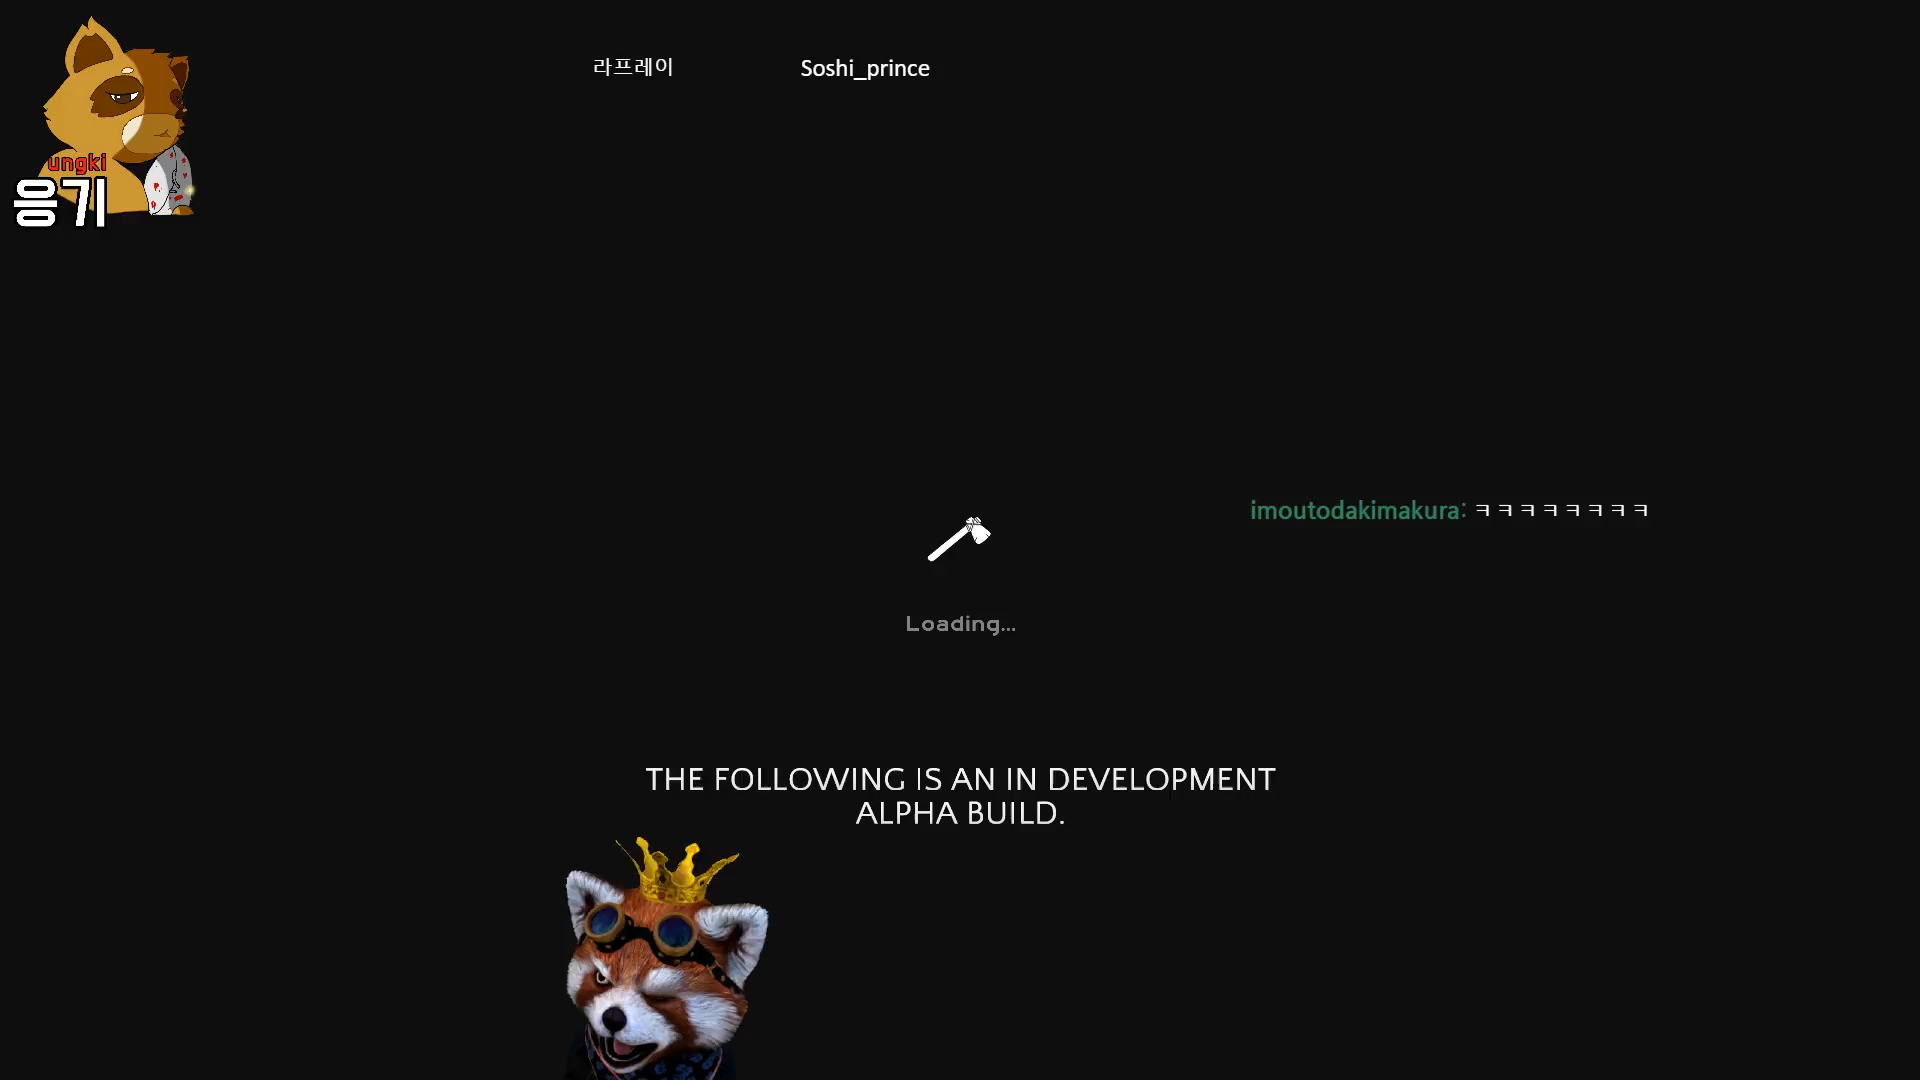 라프레이
Soshi_prince
ungki
응기
imoutodakimakura: ㅋㅋㅋㅋㅋㅋㅋㅋ
Loading...
THE FOLLOWING IS AN IN DEVELOPMENT
ALPHA BUILD.